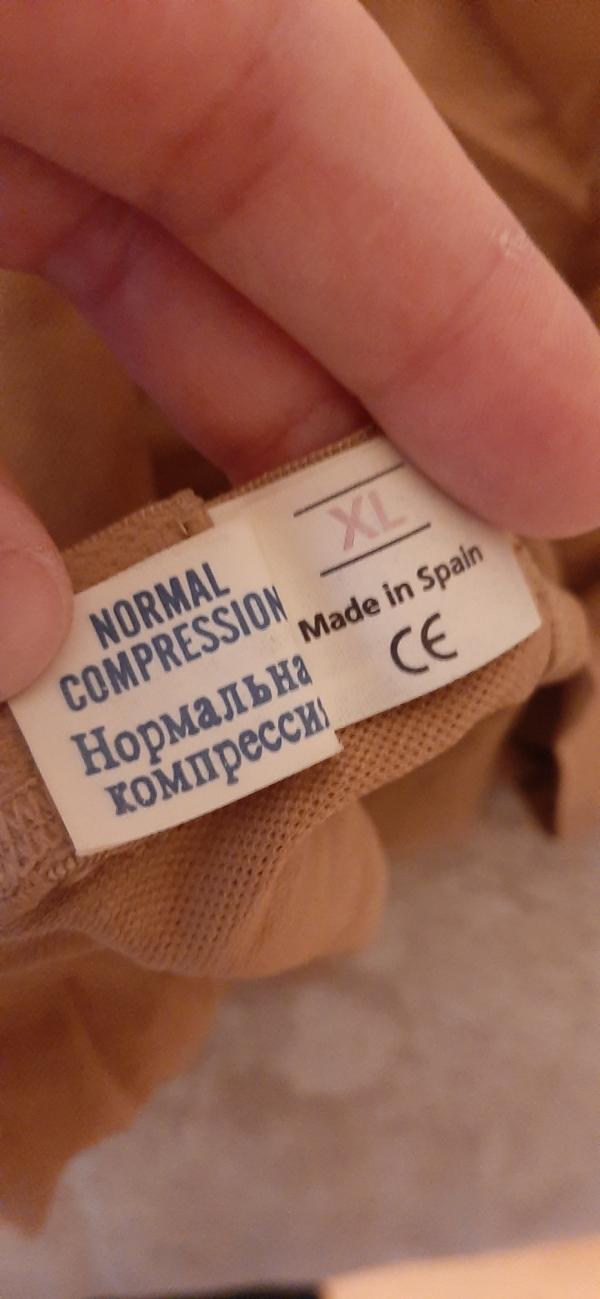 NORMAL
COMPRESSION
Нормальна
компресси
XL
Made in Spain
CE